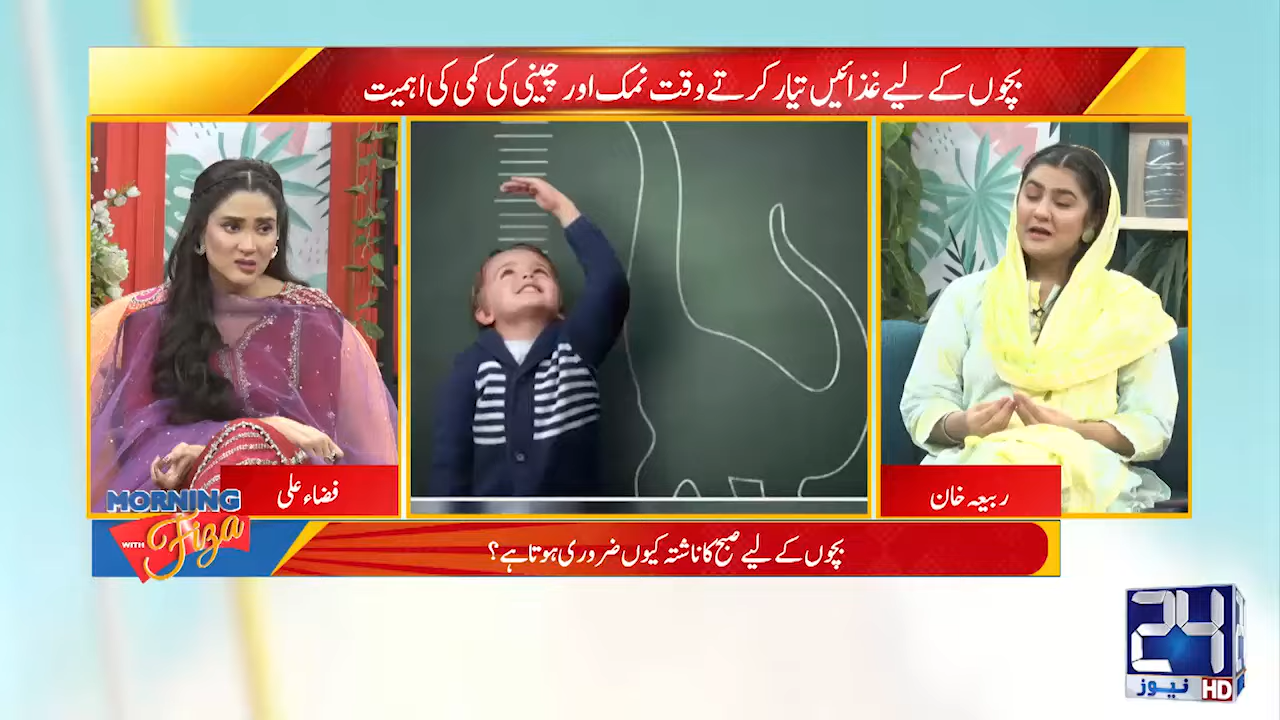 بچوں کے لیے غذائیں تیار کرتے وقت نمک اور چینی کی کمی کی اہمیت
فضاء علی
ربیعہ خان
MORNING
WITH Fiza
بچوں کے لیے صبح کا ناشتہ کیوں ضروری ہوتا ہے؟
24
نیوز HD